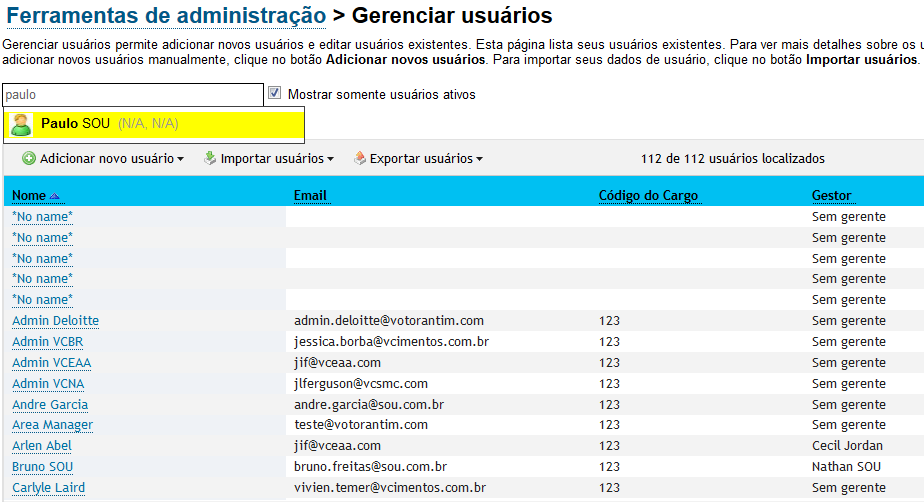 Ferramentas de administração > Gerenciar usuários
Gerenciar usuários permite adicionar novos usuários e editar usuários existentes. Esta página lista seus usuários existentes. Para ver mais detalhes sobre os
adicionar novos usuários manualmente, clique no botão Adicionar novos usuários. Para importar seus dados de usuário, clique no botão Importar usuários.
paulo Mostrar somente usuários ativos
Paulo SOU (N/A, N/A)
Adicionar novo usuário Importar usuários Exportar usuários 112 de 112 usuários localizados
Nome Email Código do Cargo Gestor
*No name* Sem gerente
*No name* Sem gerente
*No name* Sem gerente
*No name* Sem gerente
*No name* Sem gerente
Admin Deloitte admin.deloitte@votorantim.com 123 Sem gerente
Admin VCBR jessica.borba@vcimentos.com.br 123 Sem gerente
Admin VCEAA jif@vceaa.com 123 Sem gerente
Admin VCNA jlferguson@vcsmc.com 123 Sem gerente
Andre Garcia andre.garcia@sou.com.br 123 Sem gerente
Area Manager teste@votorantim.com 123 Sem gerente
Arlen Abel jif@vceaa.com 123 Cecil Jordan
Bruno SOU bruno.freitas@sou.com.br 123 Nathan SOU
Carlyle Laird vivien.temer@vcimentos.com.br 123 Sem gerente